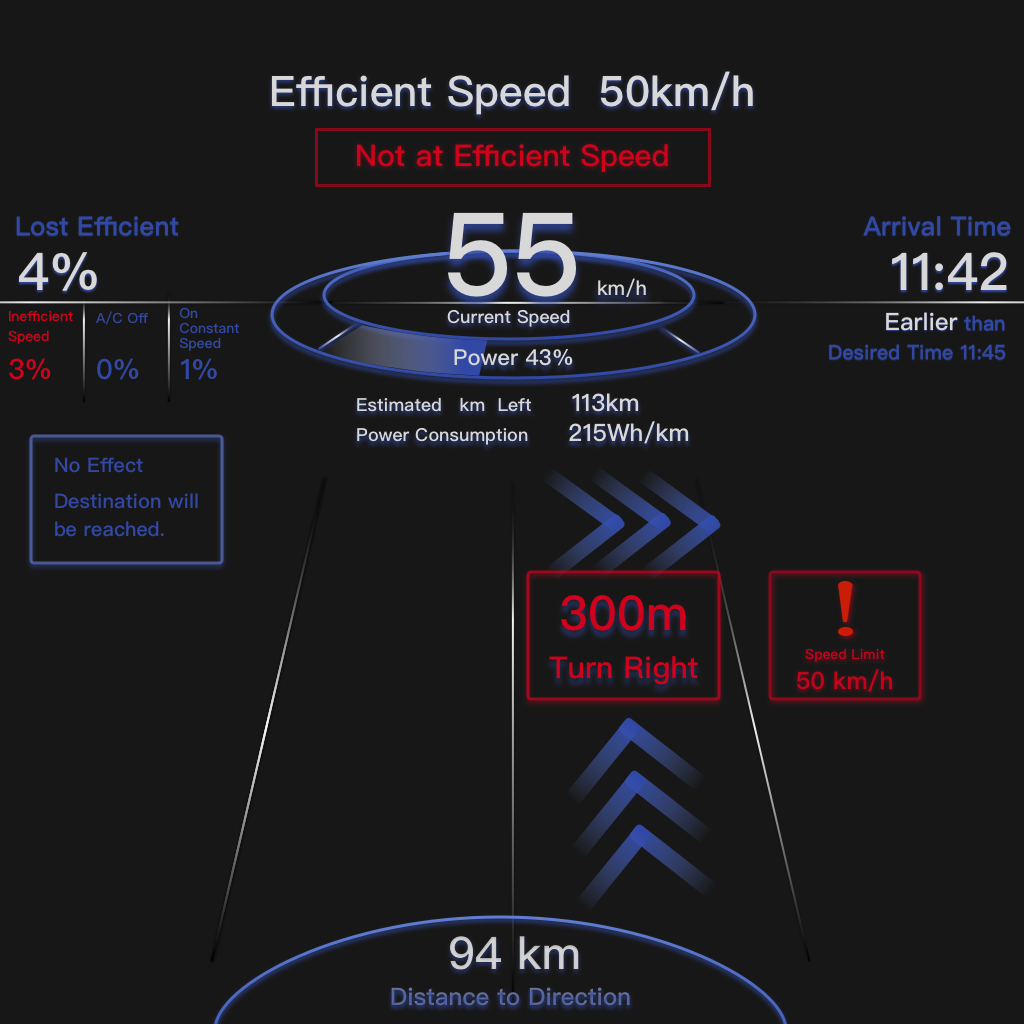 Efficient Speed 50km/h
Not at Efficient Speed
Lost Efficient
4%
Inefficient
Speed
3%
A/C Off
0%
On
Constant
Speed
1%
55 km/h
Current Speed
Power 43%
Estimated km Left 113km
Power Consumption 215Wh/km
Arrival Time
11:42
Earlier than
Desired Time 11:45
No Effect
Destination will
be reached.
300m
Turn Right
!
Speed Limit
50 km/h
94 km
Distance to Direction